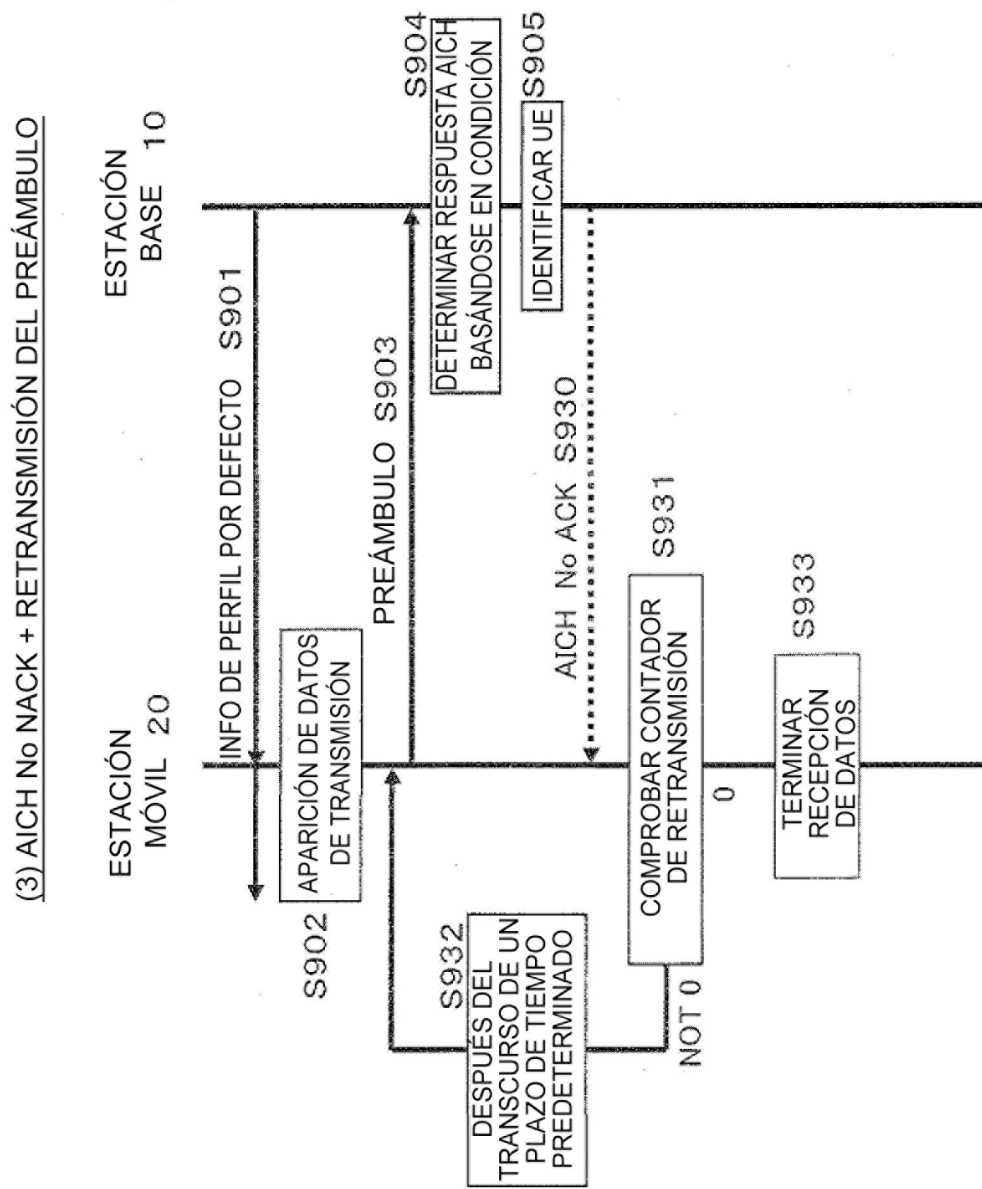 (3) AICH No NACK + RETRANSMISIÓN DEL PREÁMBULO
ESTACIÓN
MÓVIL 20
ESTACIÓN
BASE 10
INFO DE PERFIL POR DEFECTO S901
S902
APARICIÓN DE DATOS
DE TRANSMISIÓN
PREÁMBULO S903
S904
DETERMINAR RESPUESTA AICH
BASÁNDOSE EN CONDICIÓN
S905
IDENTIFICAR UE
AICH No ACK S930
S931
COMPROBAR CONTADOR
DE RETRANSMISIÓN
S932
DESPUÉS DEL
TRANSCURSO DE UN
PLAZO DE TIEMPO
PREDETERMINADO
NOT 0
0
S933
TERMINAR
RECEPCIÓN
DE DATOS